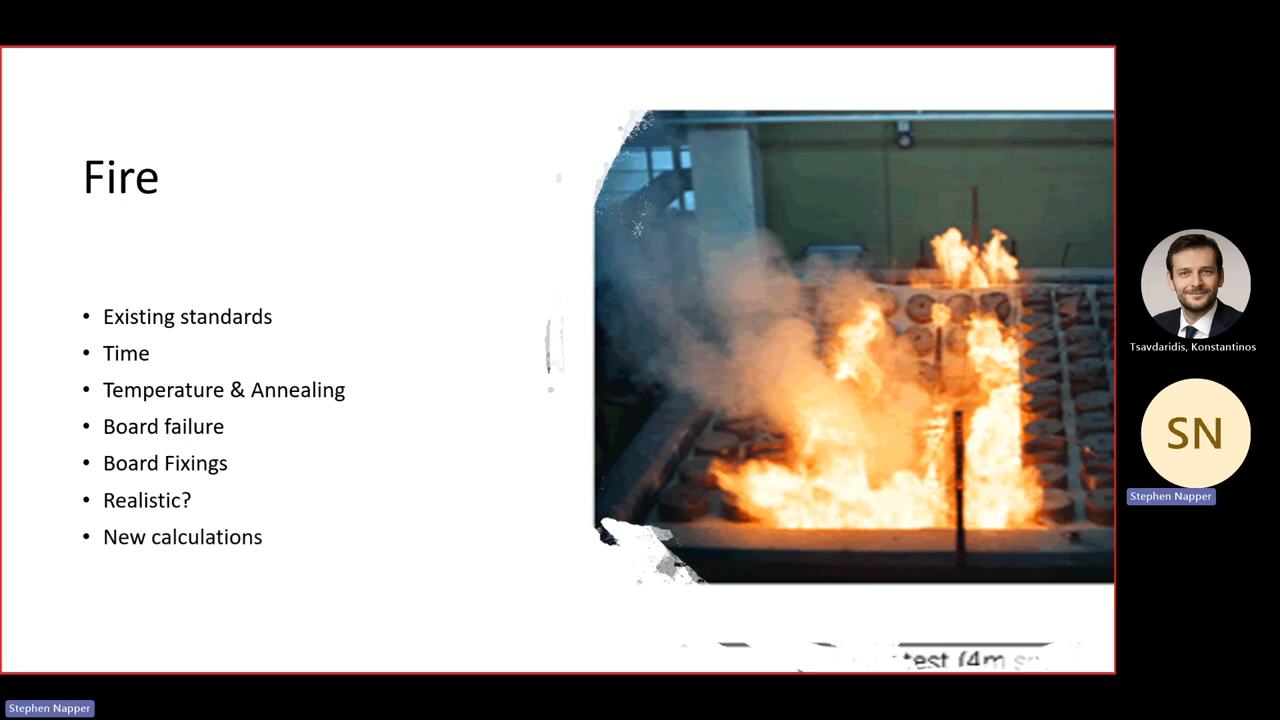 Fire
• Existing standards
• Time
• Temperature & Annealing
• Board failure
• Board Fixings
• Realistic?
• New calculations
test (4m
Tsavdaridis, Konstantinos
SN
Stephen Napper
Stephen Napper